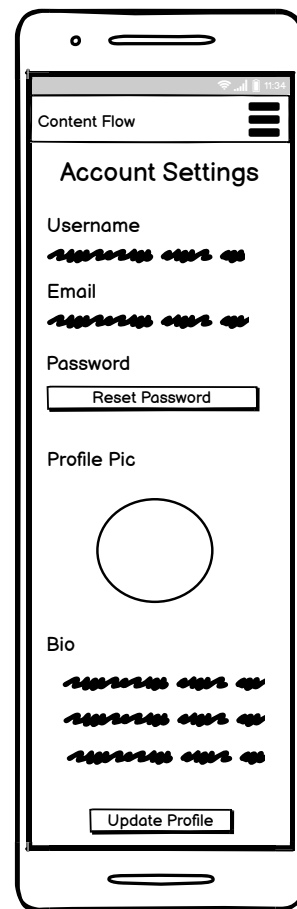 11:34
Content Flow
Account Settings
Username
Email
Password
Reset Password
Profile Pic
Bio
Update Profile